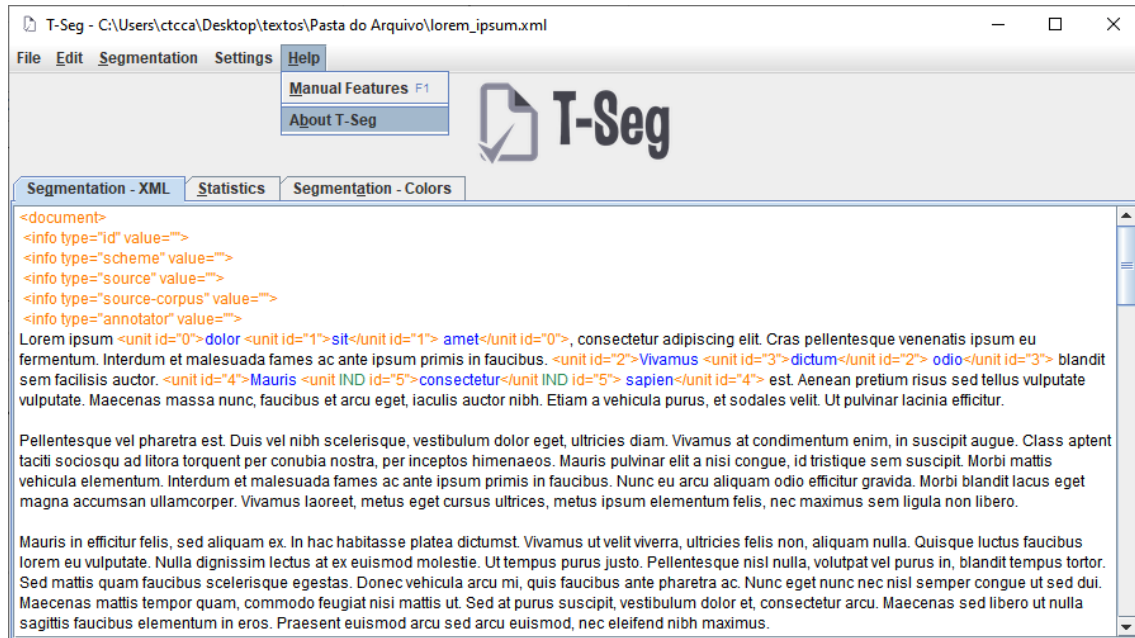 T-Seg - C:\Users\ctcca\Desktop\textos\Pasta do Arquivo\lorem_ipsum.xml
File Edit Segmentation Settings Help
Manual Features F1
About T-Seg
T-Seg
Segmentation - XML Statistics Segmentation - Colors
<document>
<info type="id" value="">
<info type="scheme" value="">
<info type="source" value="">
<info type="source-corpus" value="">
<info type="annotator" value="">
Lorem ipsum <unit id="0">dolor <unit id="1">sit</unit id="1"> amet</unit id="0">, consectetur adipiscing elit. Cras pellentesque venenatis ipsum eu
fermentum. Interdum et malesuada fames ac ante ipsum primis in faucibus. <unit id="2">Vivamus <unit id="3">dictum</unit id="2"> odio</unit id="3"> blandit
sem facilisis auctor. <unit id="4">Mauris <unit IND id="5">consectetur</unit IND id="5"> sapien</unit id="4"> est. Aenean pretium risus sed tellus vulputate
vulputate. Maecenas massa nunc, faucibus et arcu eget, iaculis auctor nibh. Etiam a vehicula purus, et sodales velit. Ut pulvinar lacinia efficitur.
Pellentesque vel pharetra est. Duis vel nibh scelerisque, vestibulum dolor eget, ultricies diam. Vivamus at condimentum enim, in suscipit augue. Class aptent
taciti sociosqu ad litora torquent per conubia nostra, per inceptos himenaeos. Mauris pulvinar elit a nisi congue, id tristique sem suscipit. Morbi mattis
vehicula elementum. Interdum et malesuada fames ac ante ipsum primis in faucibus. Nunc eu arcu aliquam odio efficitur gravida. Morbi blandit lacus eget
magna accumsan ullamcorper. Vivamus laoreet, metus eget cursus ultrices, metus ipsum elementum felis, nec maximus sem ligula non libero.
Mauris in efficitur felis, sed aliquam ex. In hac habitasse platea dictumst. Vivamus ut velit viverra, ultricies felis non, aliquam nulla. Quisque luctus faucibus
lorem eu vulputate. Nulla dignissim lectus at ex euismod molestie. Ut tempus purus justo. Pellentesque nisl nulla, volutpat vel purus in, blandit tempus tortor.
Sed mattis quam faucibus scelerisque egestas. Donec vehicula arcu mi, quis faucibus ante pharetra ac. Nunc eget nunc nec nisl semper congue ut sed dui.
Maecenas mattis tempor quam, commodo feugiat nisi mattis ut. Sed at purus suscipit, vestibulum dolor et, consectetur arcu. Maecenas sed libero ut nulla
sagittis faucibus elementum in eros. Praesent euismod arcu sed arcu euismod, nec eleifend nibh maximus.